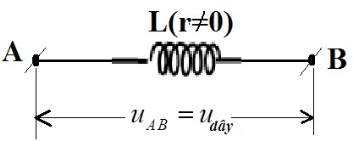 L(r≠0)
A B
u_AB = u_dây